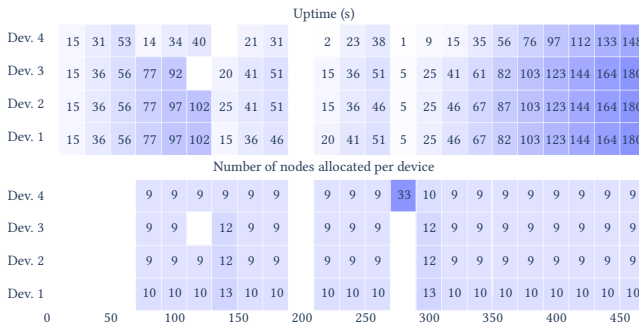 Uptime (s)
Dev. 4 15 31 53 14 34 40 21 31 2 23 38 1 9 15 35 56 76 97 112 133 148
Dev. 3 15 36 56 77 92 20 41 51 15 36 51 5 25 41 61 82 103 123 144 164 180
Dev. 2 15 36 56 77 97 102 25 41 51 15 36 46 5 25 46 67 87 103 123 144 164 180
Dev. 1 15 36 56 77 97 102 15 36 46 20 41 51 5 25 46 67 82 103 123 144 164 180
Number of nodes allocated per device
Dev. 4 9 9 9 9 9 9 9 9 9 33 10 9 9 9 9 9 9 9 9
Dev. 3 9 9 12 9 9 9 9 9 12 9 9 9 9 9 9 9 9
Dev. 2 9 9 9 12 9 9 9 9 9 12 9 9 9 9 9 9 9 9
Dev. 1 10 10 10 13 10 10 10 10 10 13 10 10 10 10 10 10 10 10
0 50 100 150 200 250 300 350 400 450